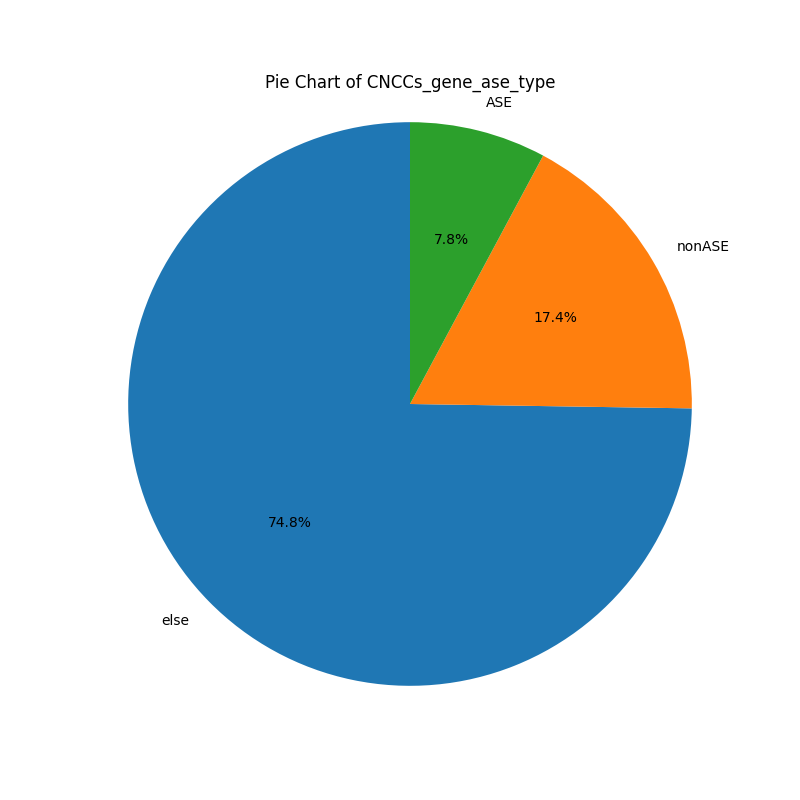 Pie Chart of CNCCs_gene_ase_type
ASE
7.8%
nonASE
17.4%
74.8%
else